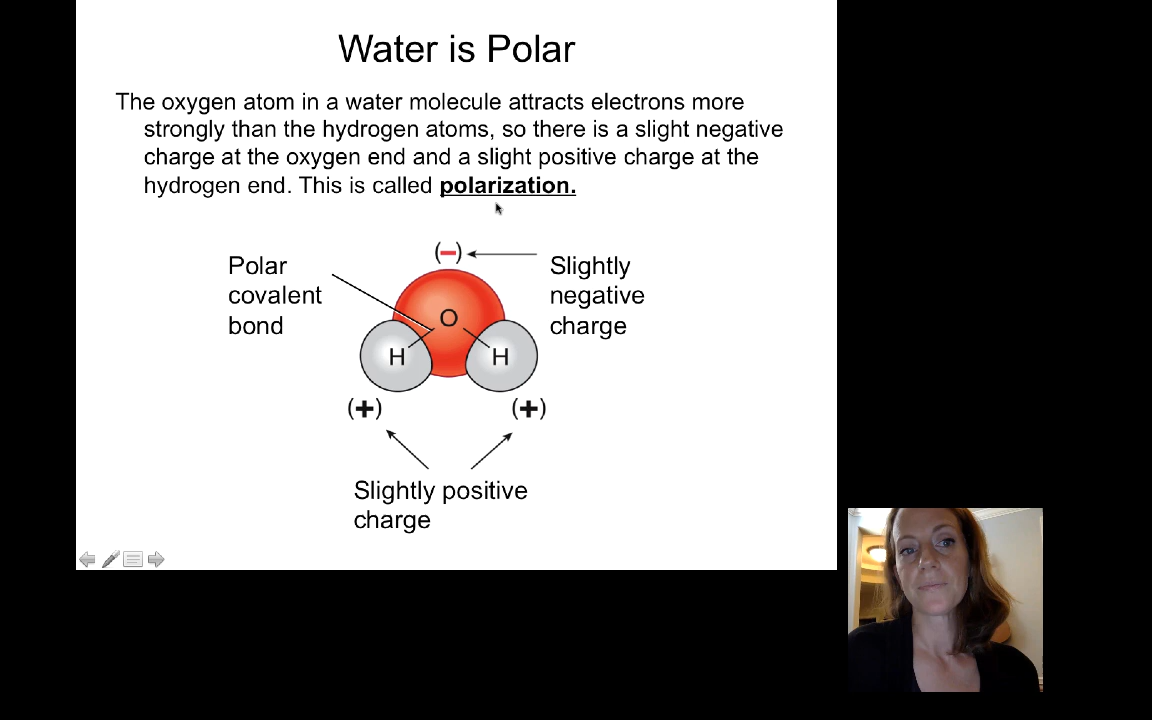 Water is Polar
The oxygen atom in a water molecule attracts electrons more
strongly than the hydrogen atoms, so there is a slight negative
charge at the oxygen end and a slight positive charge at the
hydrogen end. This is called polarization.
(−)
Polar
covalent
bond
Slightly
negative
charge
O
H
H
(+)
(+)
Slightly positive
charge